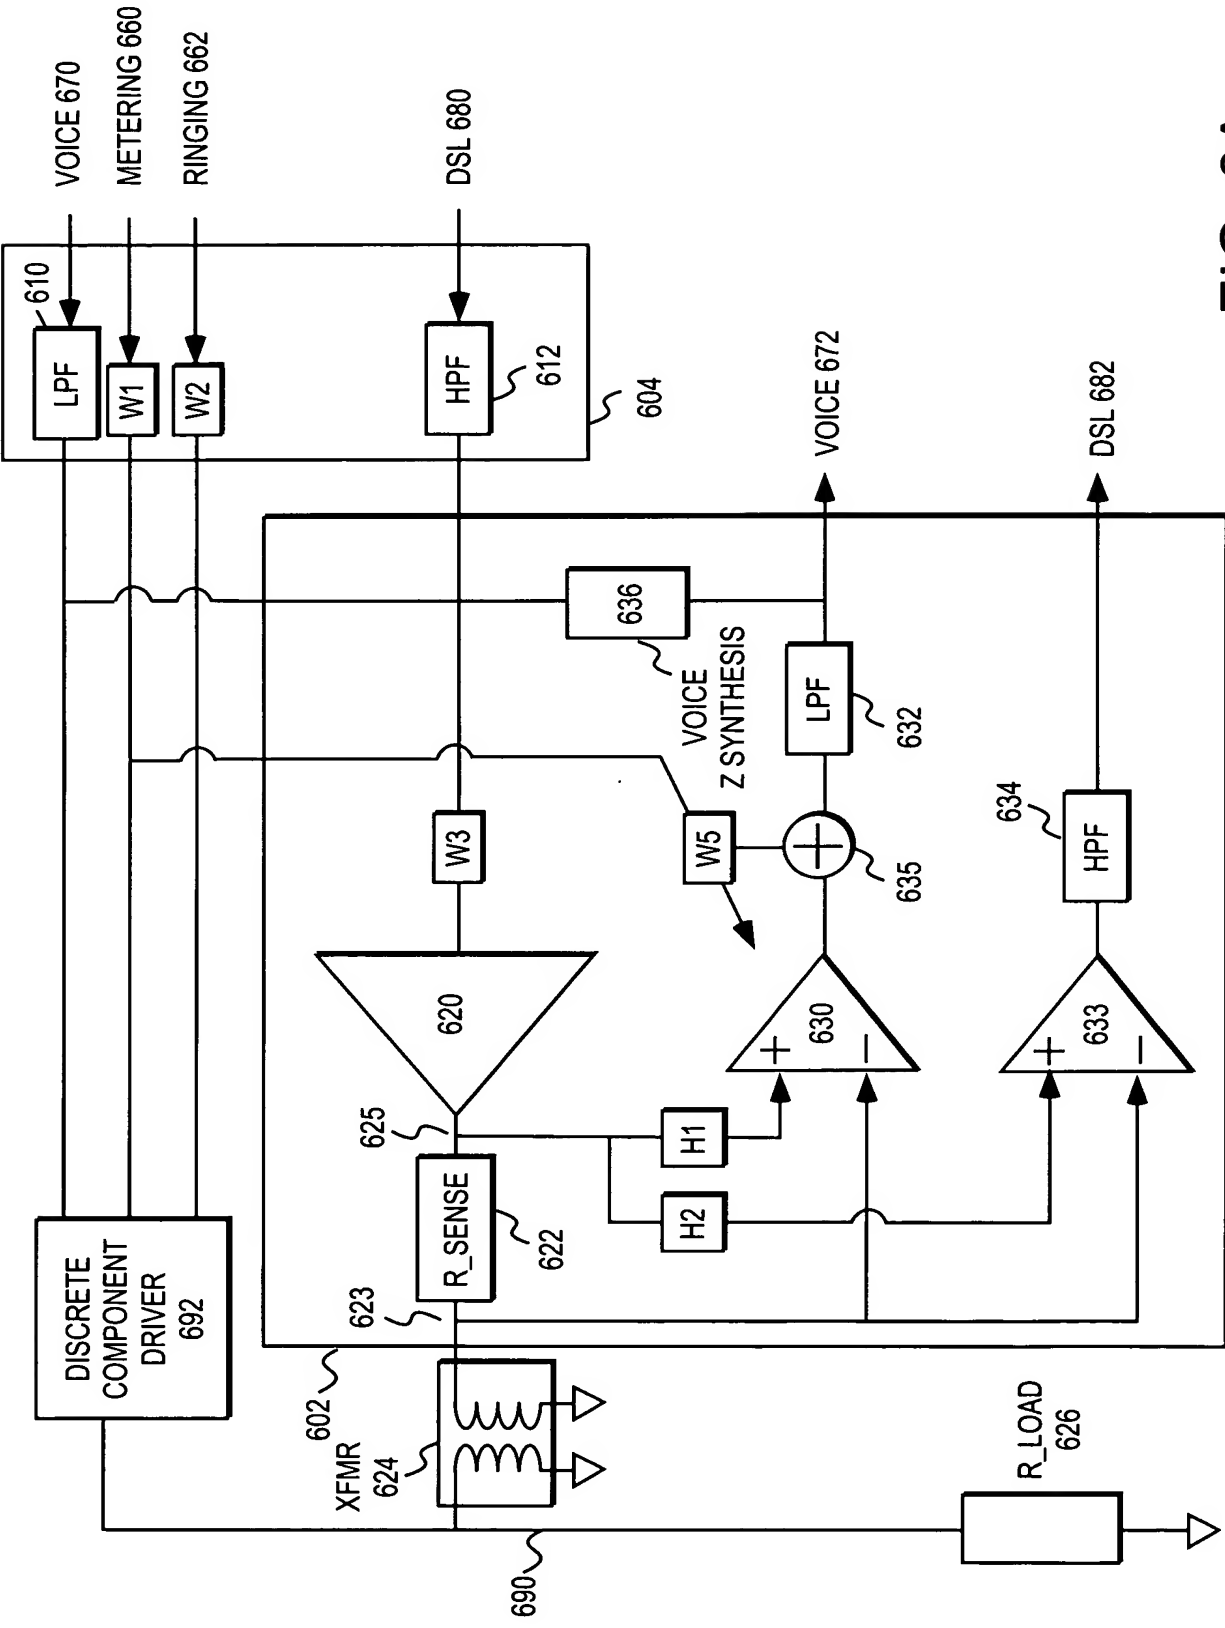 VOICE 670
METERING 660
RINGING 662
DSL 680
610
LPF
W1
W2
HPF
612
604
VOICE 672
DSL 682
636
VOICE
Z SYNTHESIS
LPF
632
W3
W5
635
634
HPF
620
630
+
−
633
+
−
625
H1
H2
R_SENSE
622
623
DISCRETE
COMPONENT
DRIVER
692
602
XFMR
624
R_LOAD
626
690